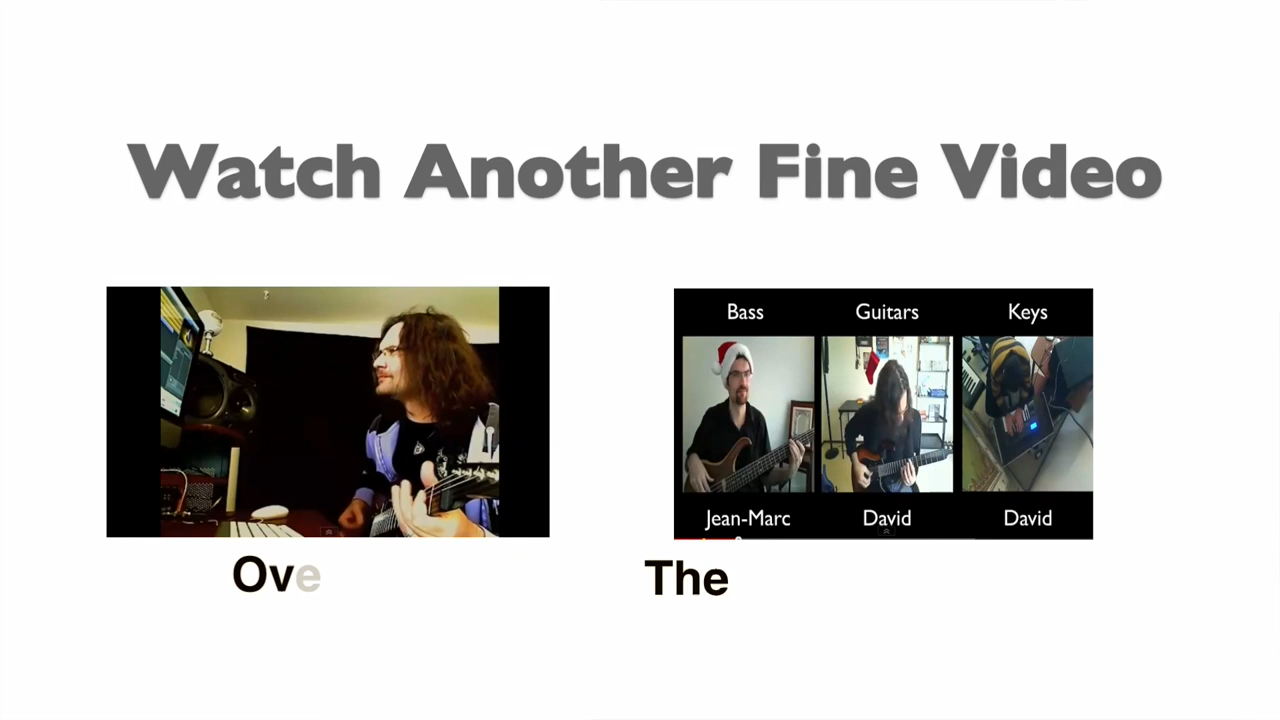 Watch Another Fine Video
Bass Guitars Keys
Jean-Marc David David
Ove
The